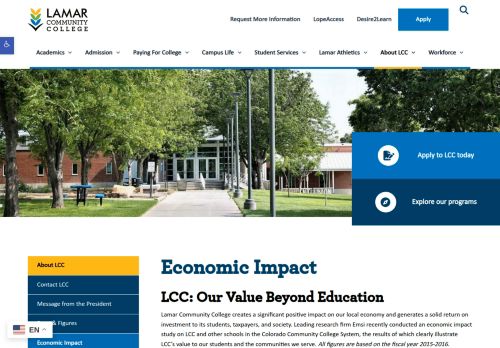 LAMAR
COMMUNITY
COLLEGE
Request More Information LopeAccess Desire2Learn Apply
Academics Admission Paying For College Campus Life Student Services Lamar Athletics About LCC Workforce
Apply to LCC today
Explore our programs
About LCC
Contact LCC
Message from the President
& Figures
Economic Impact
EN
Economic Impact
LCC: Our Value Beyond Education
Lamar Community College creates a significant positive impact on our local economy and generates a solid return on
investment to its students, taxpayers, and society. Leading research firm Emsi recently conducted an economic impact
study on LCC and other schools in the Colorado Community College System, the results of which clearly illustrate
LCC's value to our students and the communities we serve. All figures are based on the fiscal year 2015-2016.